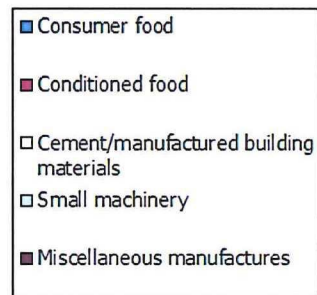 Consumer food
Conditioned food
Cement/manufactured building
materials
Small machinery
Miscellaneous manufactures